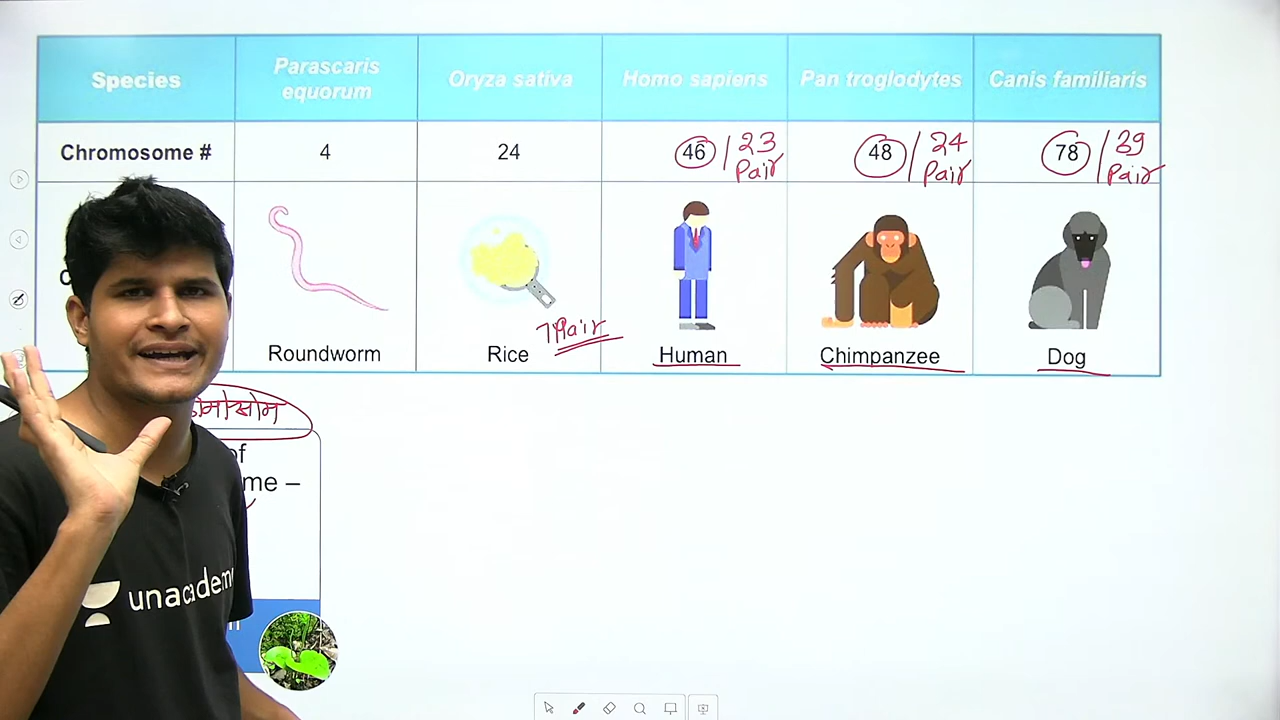 Species Parascaris equorum Oryza sativa Homo sapiens Pan troglodytes Canis familiaris
Chromosome # 4 24 46 / 23 Pair 48 / 24 Pair 78 / 39 Pair
Roundworm Rice Human Chimpanzee Dog
Pair
of
me –
unacadem